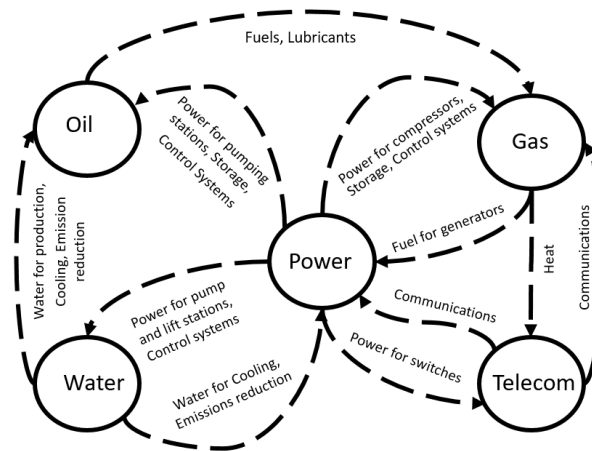 Fuels, Lubricants
Oil
Power for pumping
stations, Storage,
Control Systems
Power for compressors,
Storage, Control systems
Gas
Water for production,
Cooling, Emission
reduction
Fuel for generators
Heat
Communications
Power
Power for pump
and lift stations,
Control systems
Communications
Power for switches
Water
Water for Cooling,
Emissions reduction
Telecom